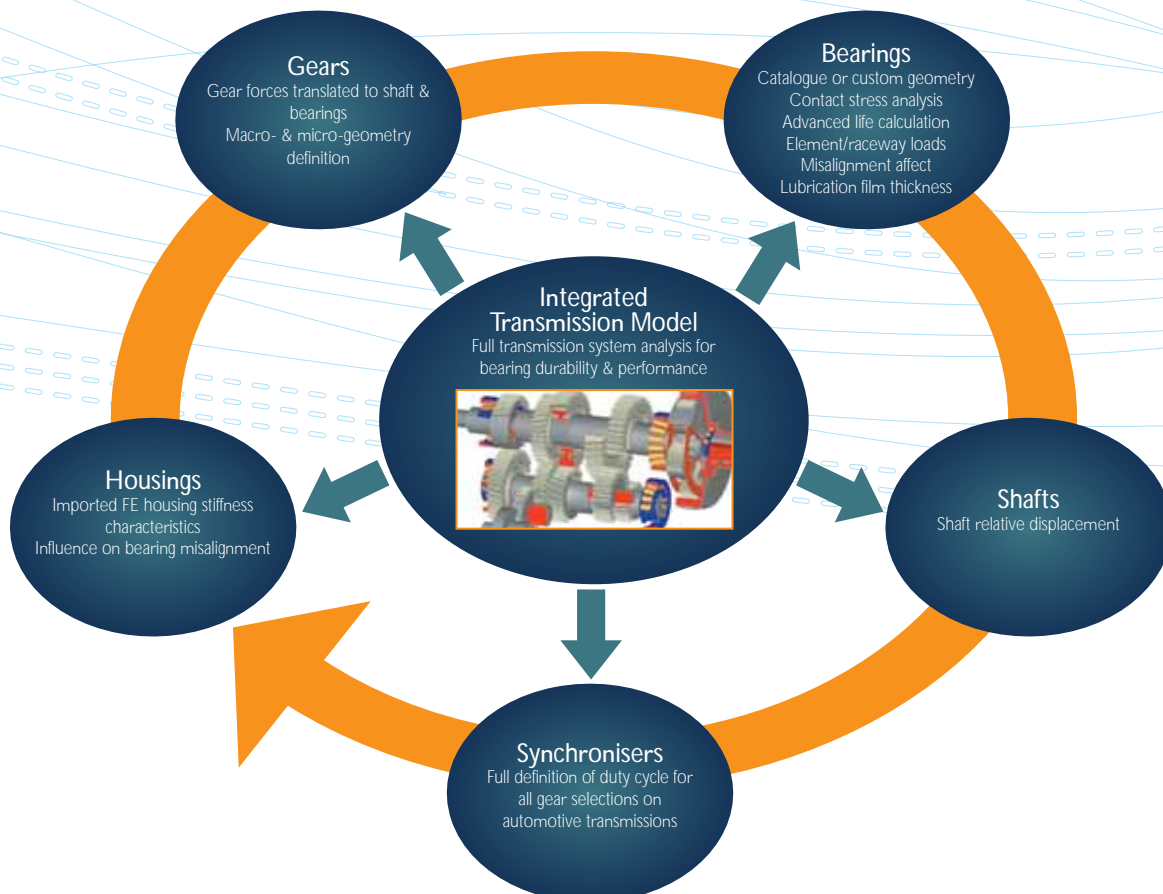 Gears
Gear forces translated to shaft &
bearings
Macro- & micro-geometry
definition
Bearings
Catalogue or custom geometry
Contact stress analysis
Advanced life calculation
Element/raceway loads
Misalignment affect
Lubrication film thickness
Integrated
Transmission Model
Full transmission system analysis for
bearing durability & performance
Housings
Imported FE housing stiffness
characteristics
Influence on bearing misalignment
Shafts
Shaft relative displacement
Synchronisers
Full definition of duty cycle for
all gear selections on
automotive transmissions